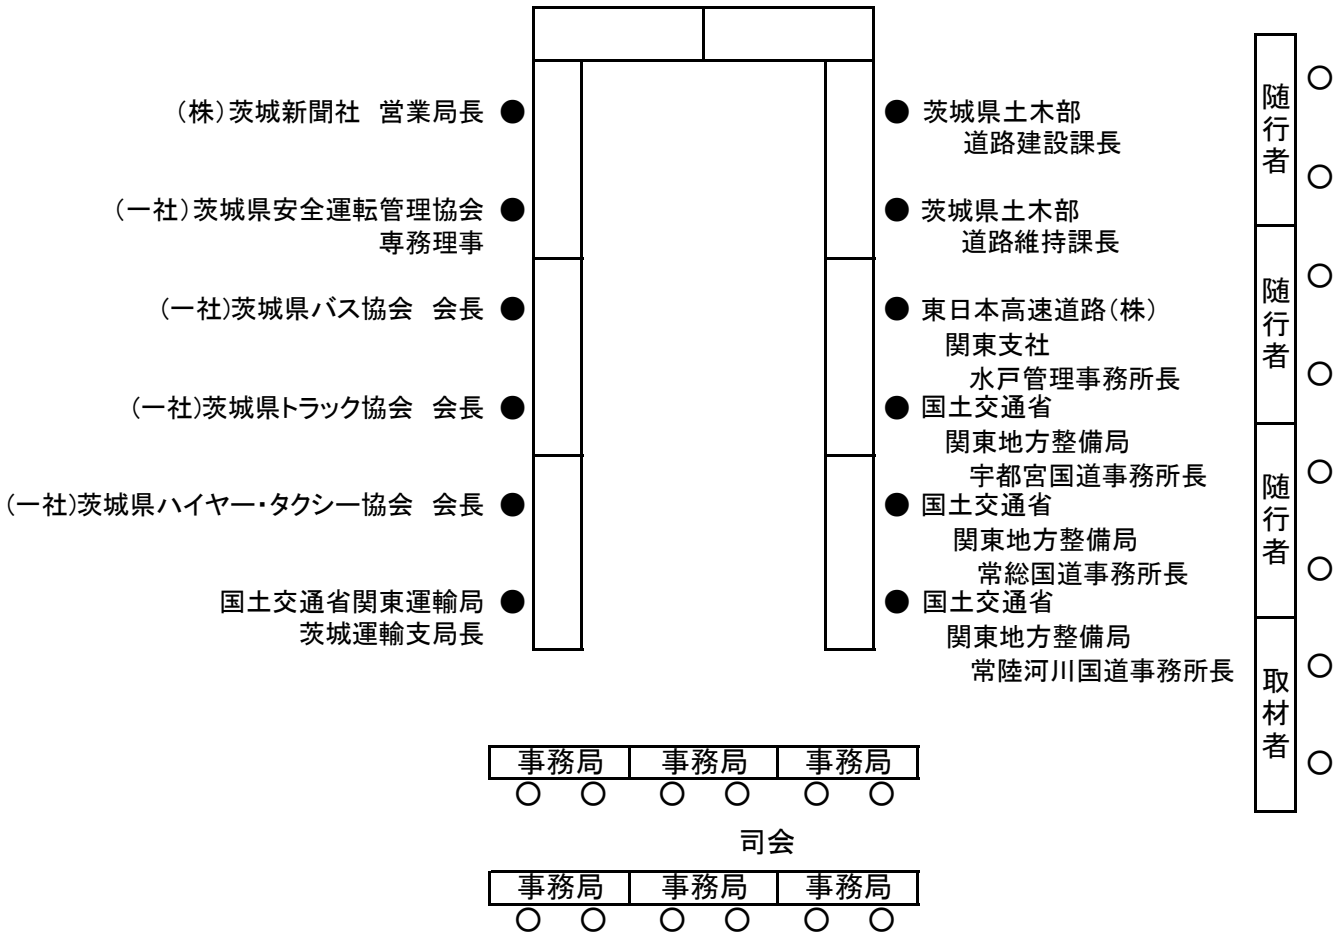 (株)茨城新聞社　営業局長
(一社)茨城県安全運転管理協会
専務理事
(一社)茨城県バス協会　会長
(一社)茨城県トラック協会　会長
(一社)茨城県ハイヤー・タクシー協会　会長
国土交通省関東運輸局
茨城運輸支局長
茨城県土木部
道路建設課長
茨城県土木部
道路維持課長
東日本高速道路(株)
関東支社
水戸管理事務所長
国土交通省
関東地方整備局
宇都宮国道事務所長
国土交通省
関東地方整備局
常総国道事務所長
国土交通省
関東地方整備局
常陸河川国道事務所長
随行者
随行者
随行者
取材者
事務局　事務局　事務局
司会
事務局　事務局　事務局